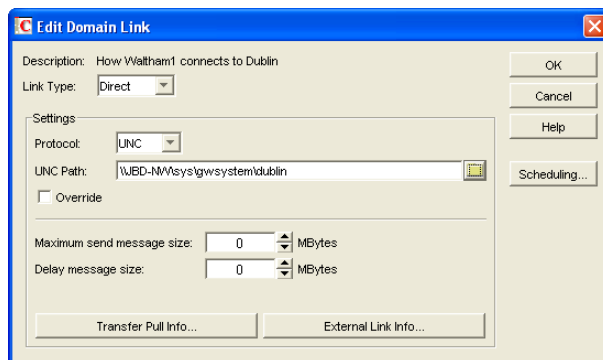 Edit Domain Link
Description: How Waltham1 connects to Dublin
Link Type: Direct
Settings
Protocol: UNC
UNC Path: \\JBD-NW\sys\gwsystem\dublin
Override
Maximum send message size: 0 MBytes
Delay message size: 0 MBytes
Transfer Pull Info... External Link Info...
OK
Cancel
Help
Scheduling...